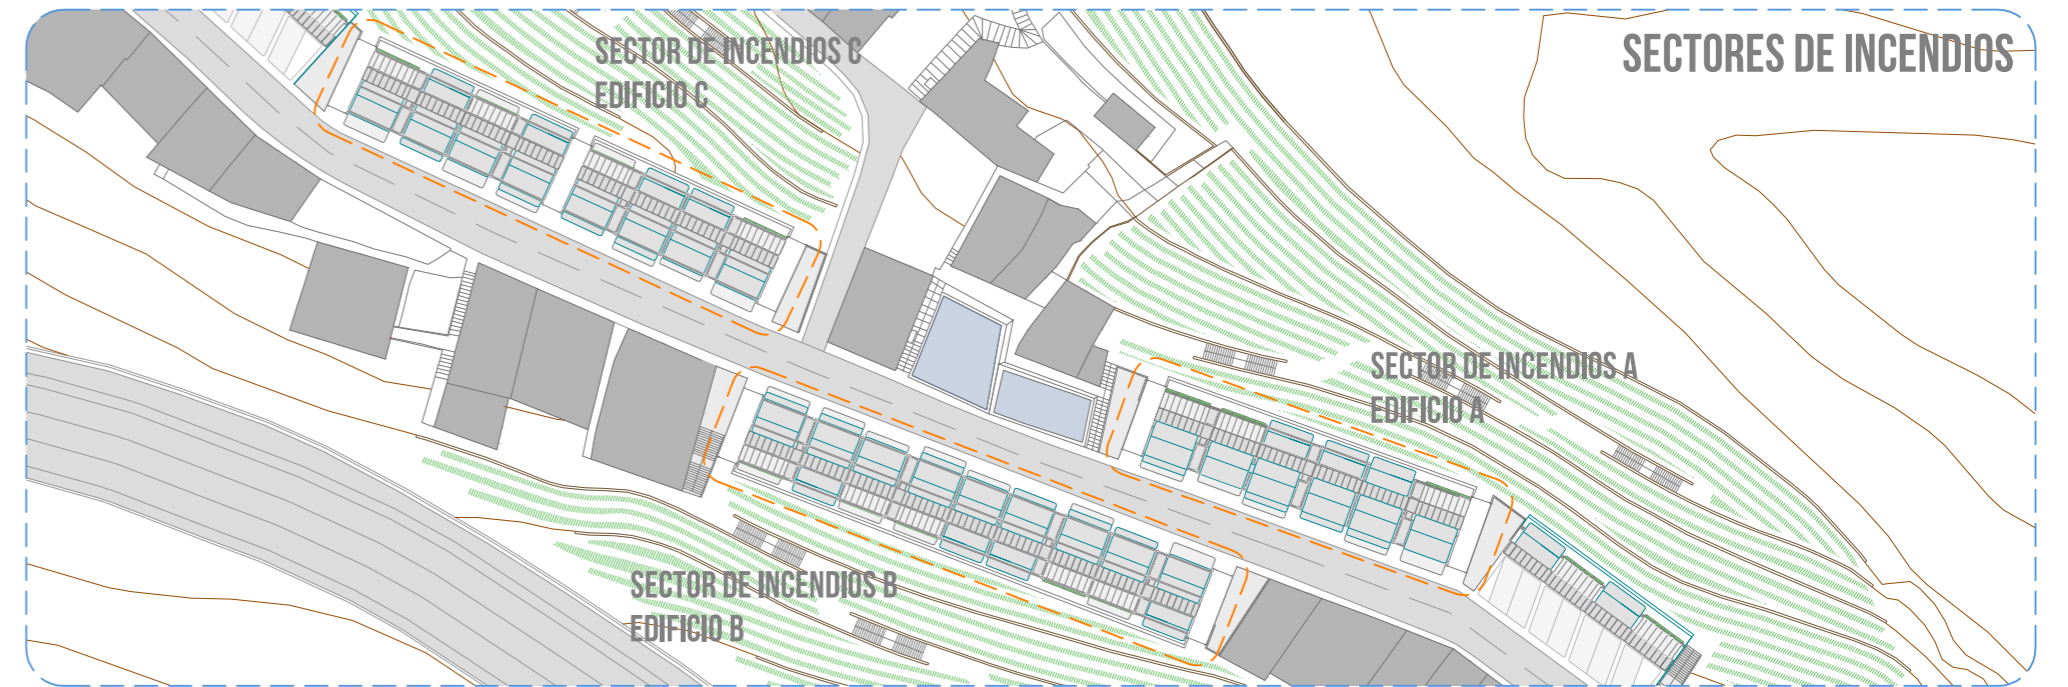 SECTOR DE INCENDIOS C
EDIFICIO C
SECTORES DE INCENDIOS
SECTOR DE INCENDIOS A
EDIFICIO A
SECTOR DE INCENDIOS B
EDIFICIO B